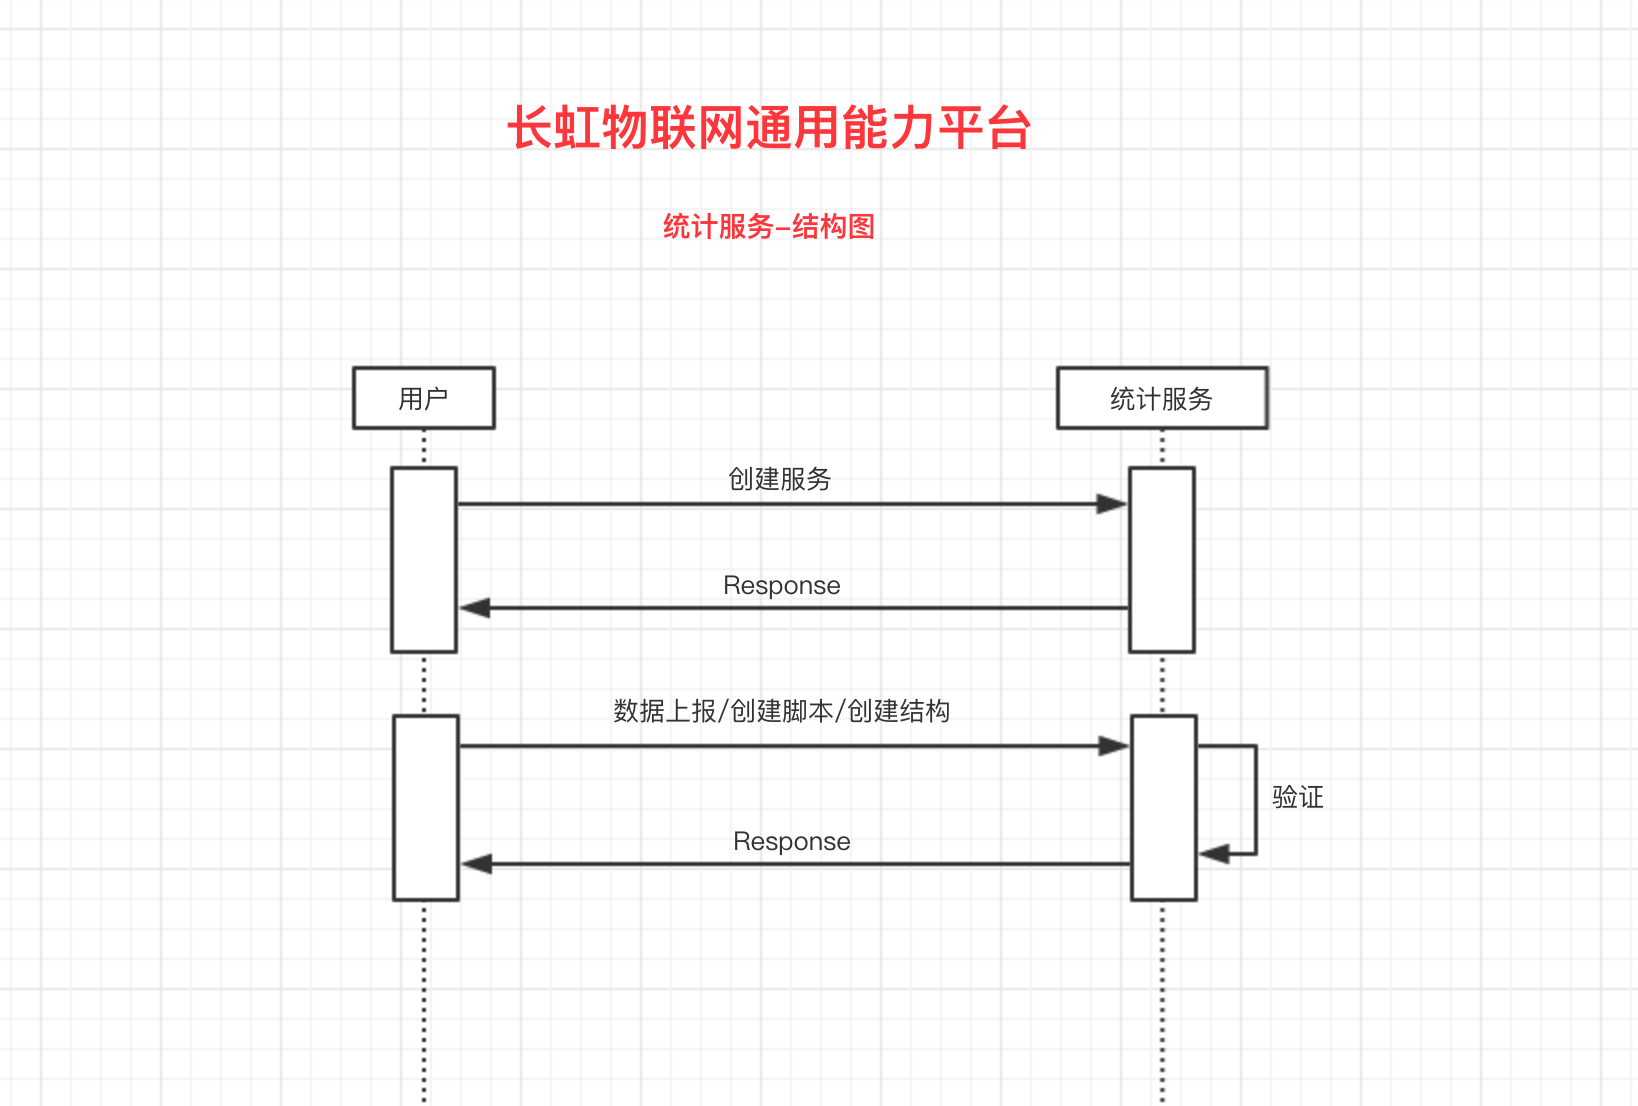 长虹物联网通用能力平台
统计服务-结构图
用户
统计服务
创建服务
Response
数据上报/创建脚本/创建结构
验证
Response